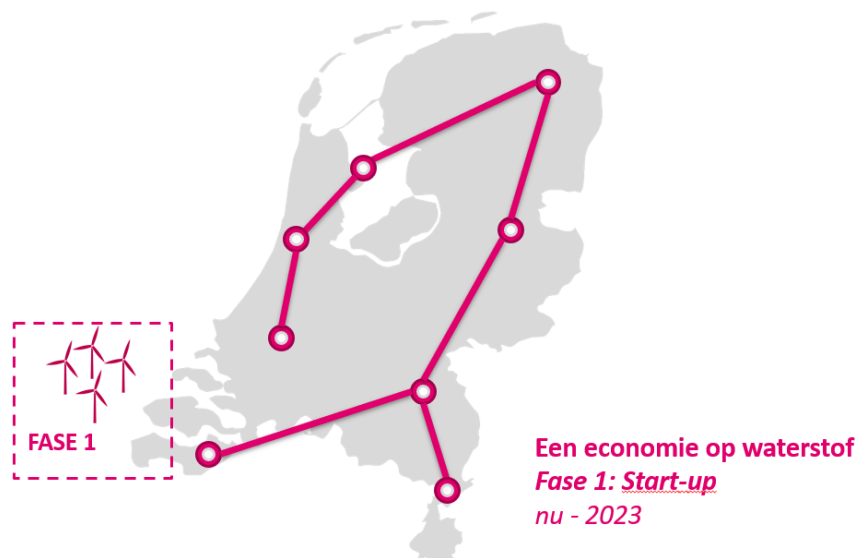 FASE 1
Een economie op waterstof
Fase 1: Start-up
nu - 2023